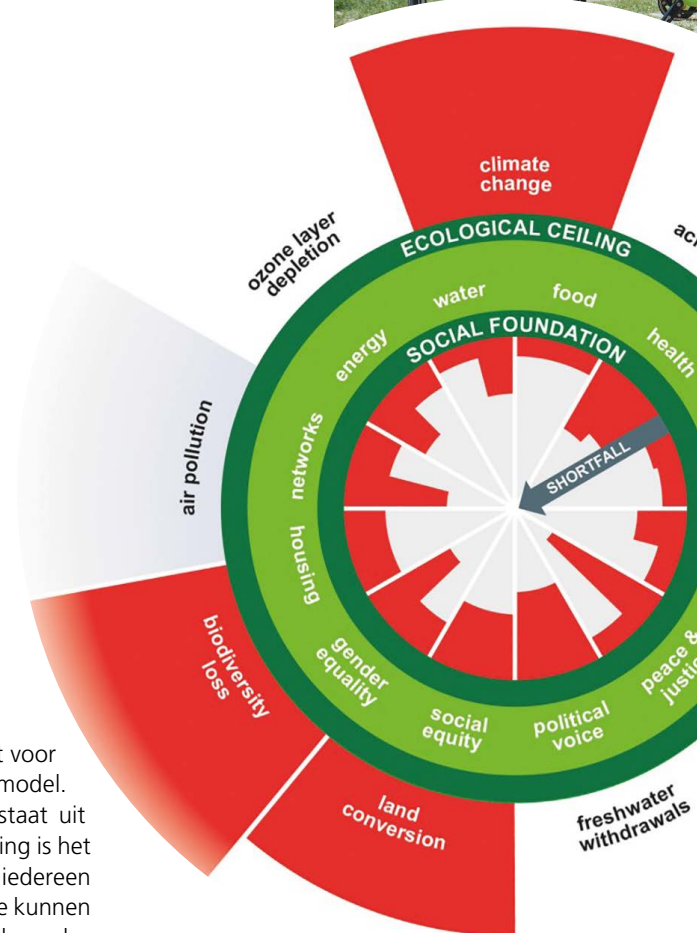 climate
change
ECOLOGICAL CEILING
ozone layer
depletion
water
food
energy
health
SOCIAL FOUNDATION
SHORTFALL
air pollution
networks
housing
biodiversity
loss
gender
equality
social
equity
political
voice
peace &
land
conversion
freshwater
withdrawals
voor
model.
staat uit
ing is het
iedereen
e kunnen